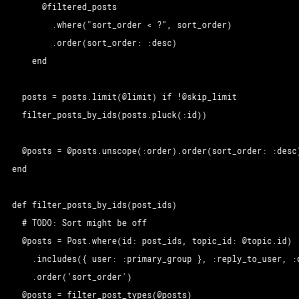 @filtered_posts
.where("sort_order < ?", sort_order)
.order(sort_order: :desc)
end
posts = posts.limit(@limit) if !@skip_limit
filter_posts_by_ids(posts.pluck(:id))
@posts = @posts.unscope(:order).order(sort_order: :desc)
end
def filter_posts_by_ids(post_ids)
# TODO: Sort might be off
@posts = Post.where(id: post_ids, topic_id: @topic.id)
.includes({ user: :primary_group }, :reply_to_user, :
.order('sort_order')
@posts = filter_post_types(@posts)